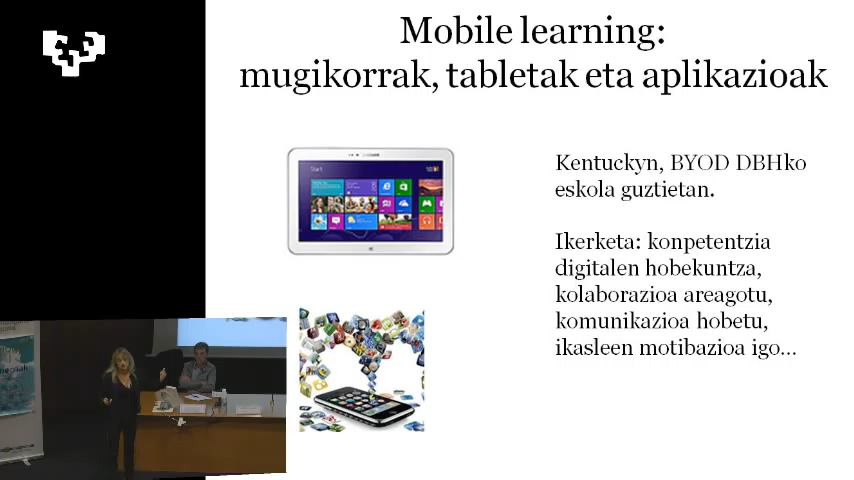 Mobile learning:
mugikorrak, tabletak eta aplikazioak
Start
Kentuckyn, BYOD DBHko
eskola guztietan.
Ikerketa: konpetentzia
digitalen hobekuntza,
kolaborazioa areagotu,
komunikazioa hobetu,
ikasleen motibazioa igo...